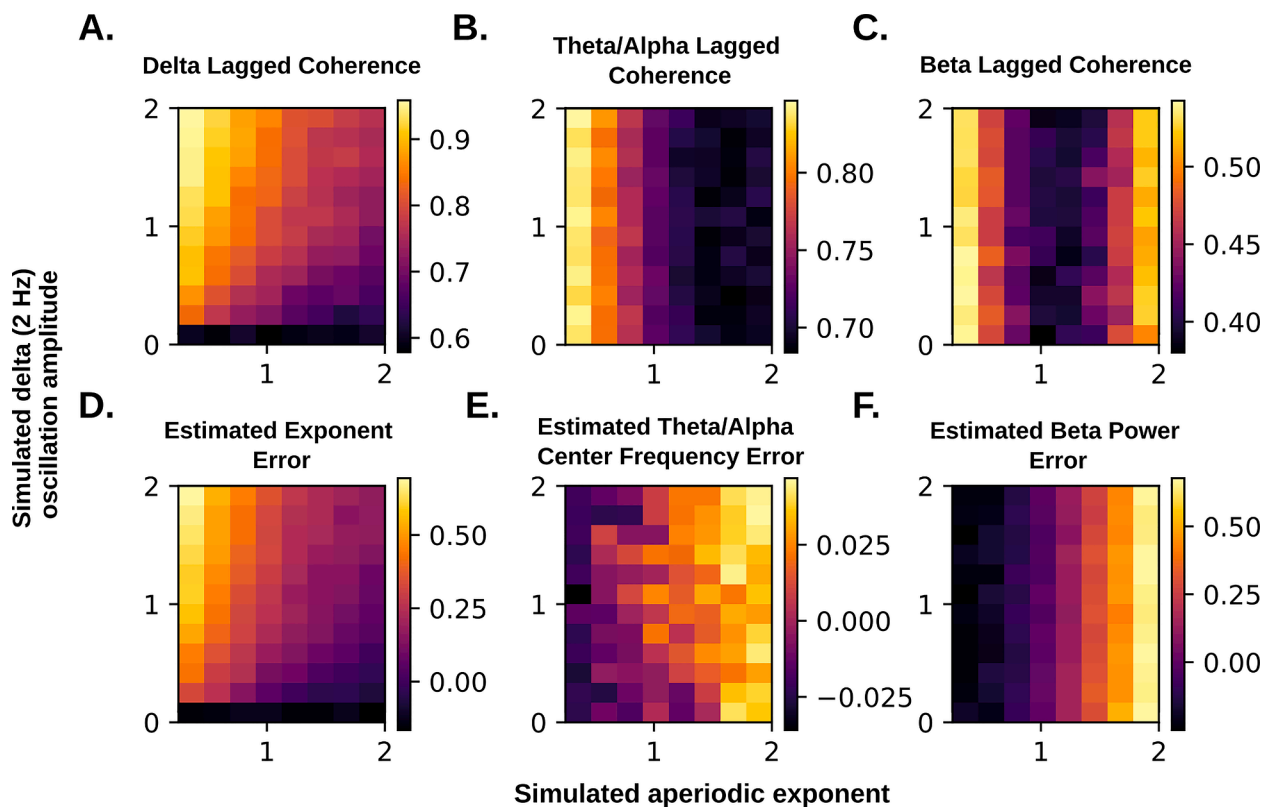 A.
Delta Lagged Coherence
2
1
0
1
2
0.9
0.8
0.7
0.6
B.
Theta/Alpha Lagged
Coherence
2
1
0
1
2
0.80
0.75
0.70
C.
Beta Lagged Coherence
2
1
0
1
2
0.50
0.45
0.40
Simulated delta (2 Hz)
oscillation amplitude
D.
Estimated Exponent
Error
2
1
0
1
2
0.50
0.25
0.00
E.
Estimated Theta/Alpha
Center Frequency Error
2
1
0
1
2
0.025
0.000
−0.025
F.
Estimated Beta Power
Error
2
1
0
1
2
0.50
0.25
0.00
Simulated aperiodic exponent